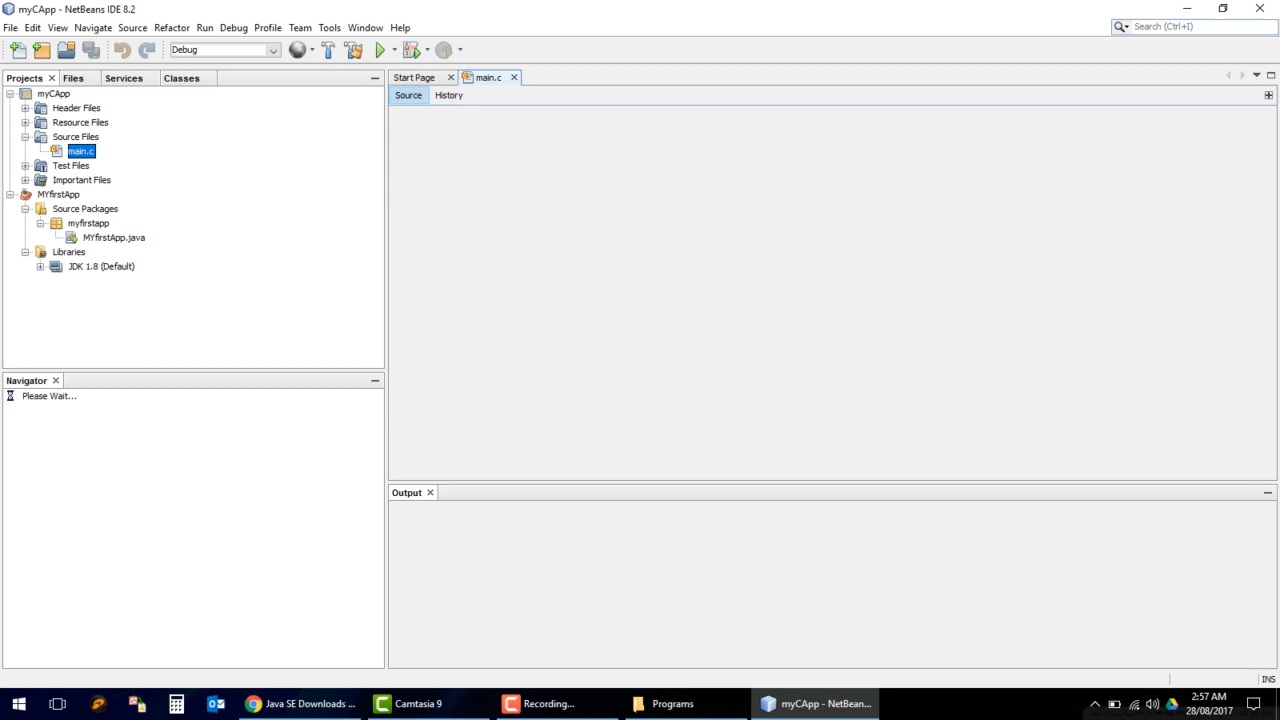 myCApp - NetBeans IDE 8.2
File Edit View Navigate Source Refactor Run Debug Profile Team Tools Window Help
Search (Ctrl+I)
Debug
Projects Files Services Classes
Start Page main.c
Source History
myCApp
Header Files
Resource Files
Source Files
main.c
Test Files
Important Files
MYfirstApp
Source Packages
myfirstapp
MYfirstApp.java
Libraries
JDK 1.8 (Default)
Navigator
Please Wait...
Output
INS
Java SE Downloads ...
Camtasia 9
Recording...
Programs
myCApp - NetBean...
2:57 AM
28/08/2017